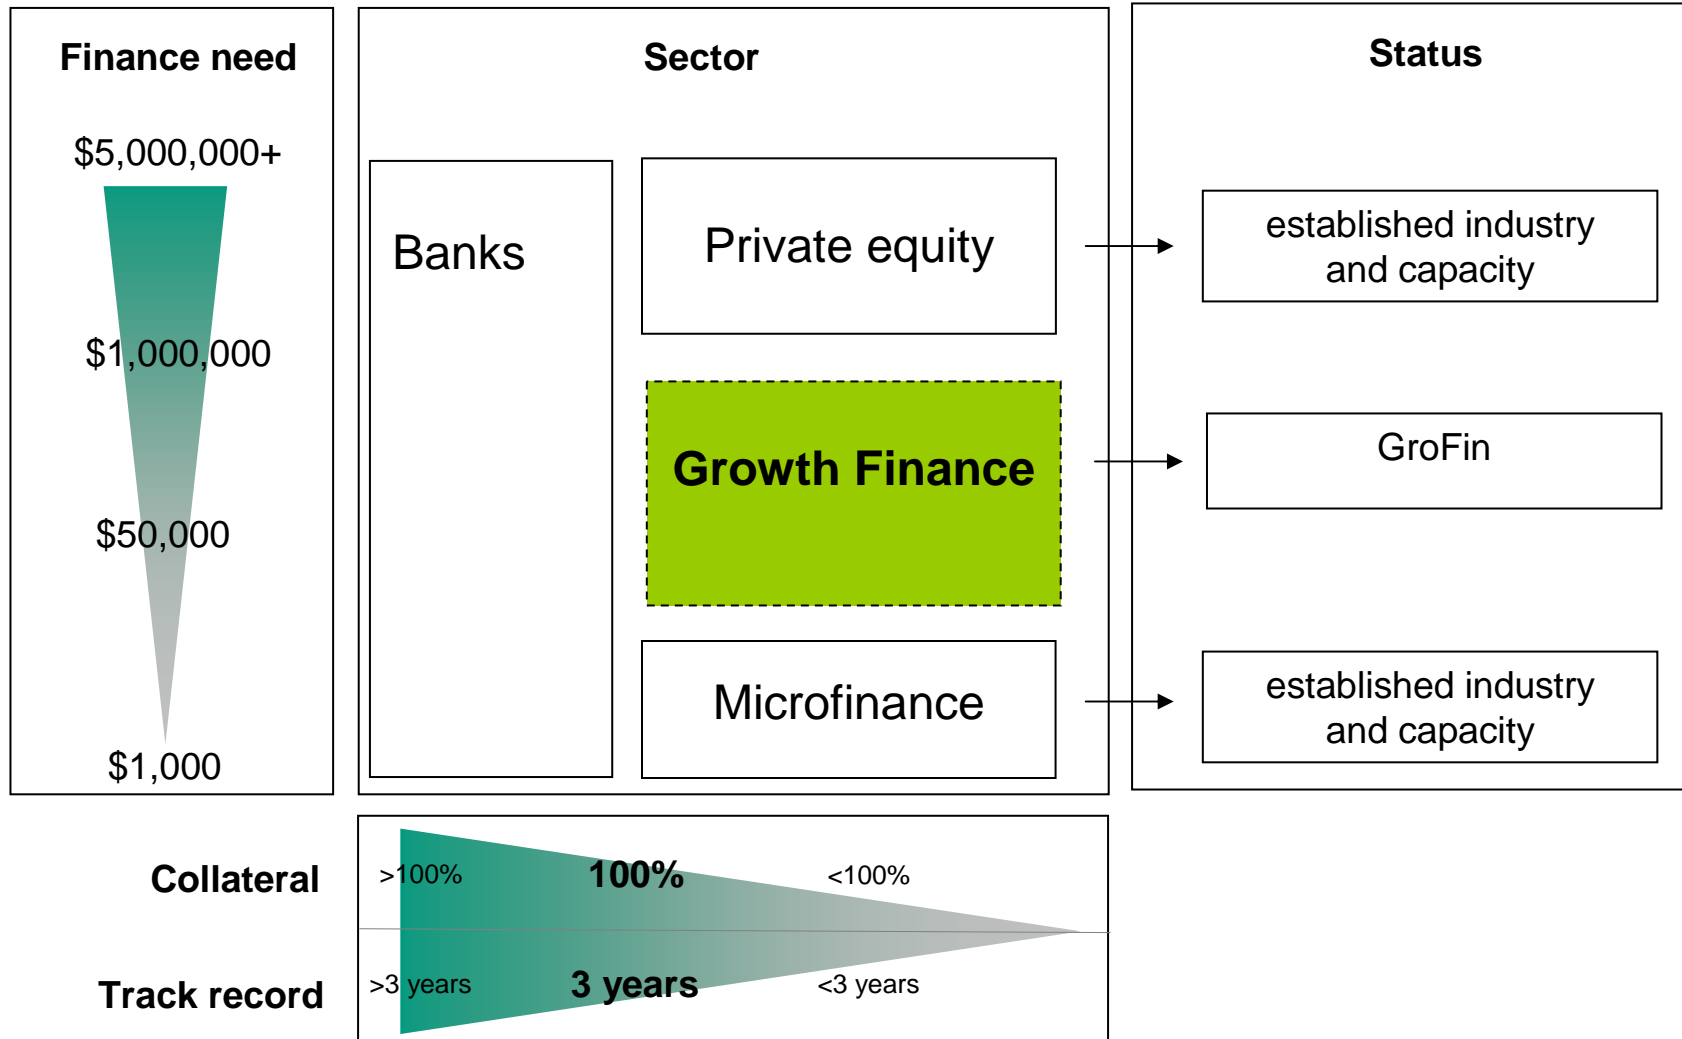 Finance need
$5,000,000+
$1,000,000
$50,000
$1,000
Sector
Banks
Private equity
Growth Finance
Microfinance
Status
established industry
and capacity
GroFin
established industry
and capacity
Collateral
>100%
100%
<100%
Track record
>3 years
3 years
<3 years